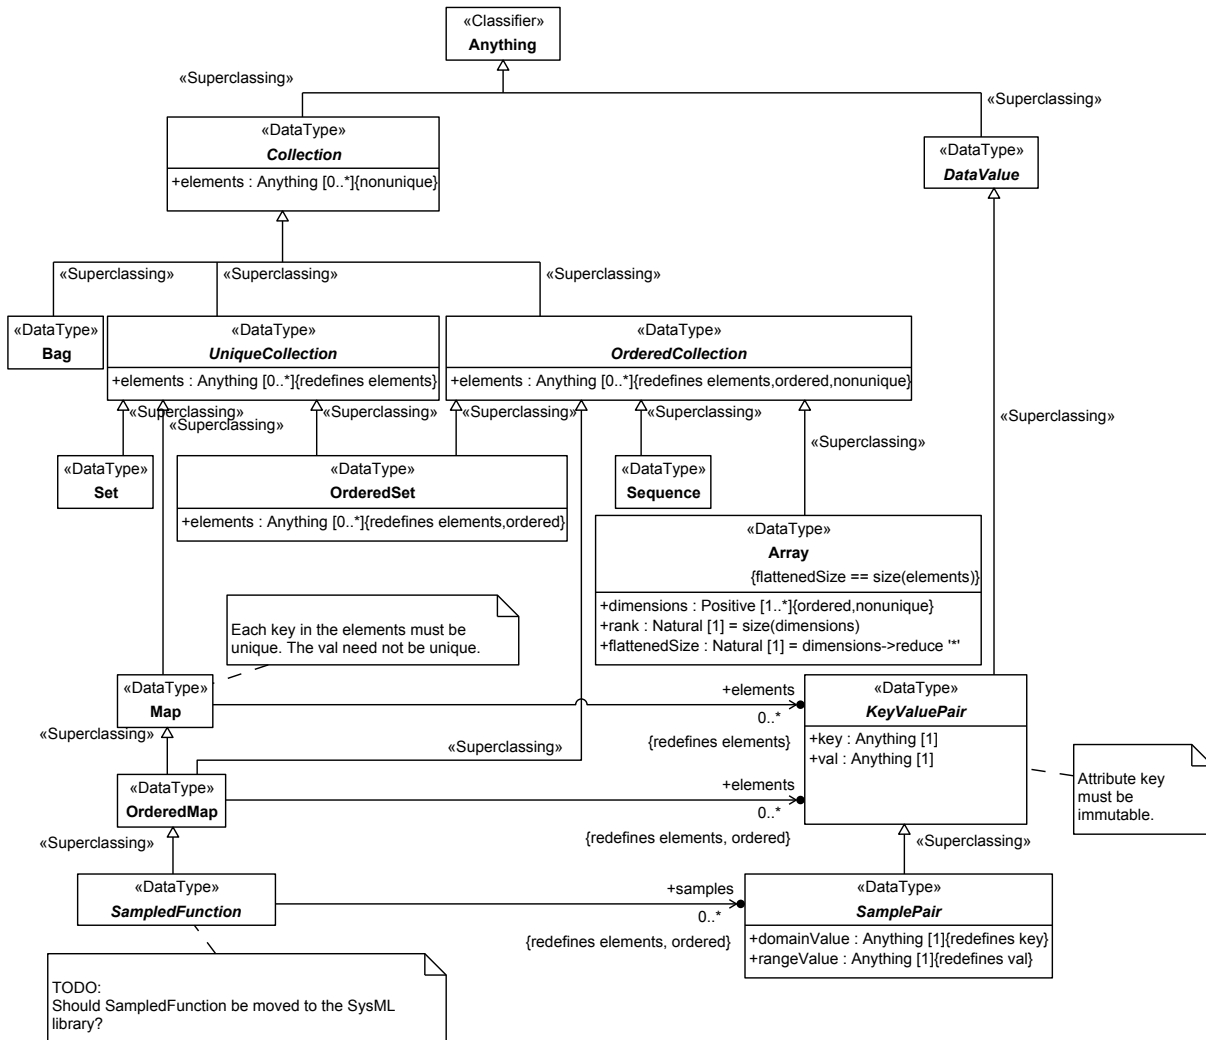 «Classifier»
Anything
«Superclassing»
«Superclassing»
«DataType»
Collection
+elements : Anything [0..*]{nonunique}
«DataType»
DataValue
«Superclassing»
«Superclassing»
«Superclassing»
«DataType»
Bag
«DataType»
UniqueCollection
+elements : Anything [0..*]{redefines elements}
«DataType»
OrderedCollection
+elements : Anything [0..*]{redefines elements,ordered,nonunique}
«Superclassing»
«Superclassing»
«Superclassing»
«Superclassing»
«Superclassing»
«Superclassing»
«Superclassing»
«Superclassing»
«DataType»
Set
«DataType»
OrderedSet
+elements : Anything [0..*]{redefines elements,ordered}
«DataType»
Sequence
«DataType»
Array
{flattenedSize == size(elements)}
+dimensions : Positive [1..*]{ordered,nonunique}
+rank : Natural [1] = size(dimensions)
+flattenedSize : Natural [1] = dimensions->reduce '*'
Each key in the elements must be
unique. The val need not be unique.
«DataType»
Map
+elements
0..*
{redefines elements}
«DataType»
KeyValuePair
+key : Anything [1]
+val : Anything [1]
«Superclassing»
«Superclassing»
«DataType»
OrderedMap
+elements
0..*
{redefines elements, ordered}
Attribute key
must be
immutable.
«Superclassing»
«Superclassing»
«DataType»
SampledFunction
+samples
0..*
{redefines elements, ordered}
«DataType»
SamplePair
+domainValue : Anything [1]{redefines key}
+rangeValue : Anything [1]{redefines val}
TODO:
Should SampledFunction be moved to the SysML
library?